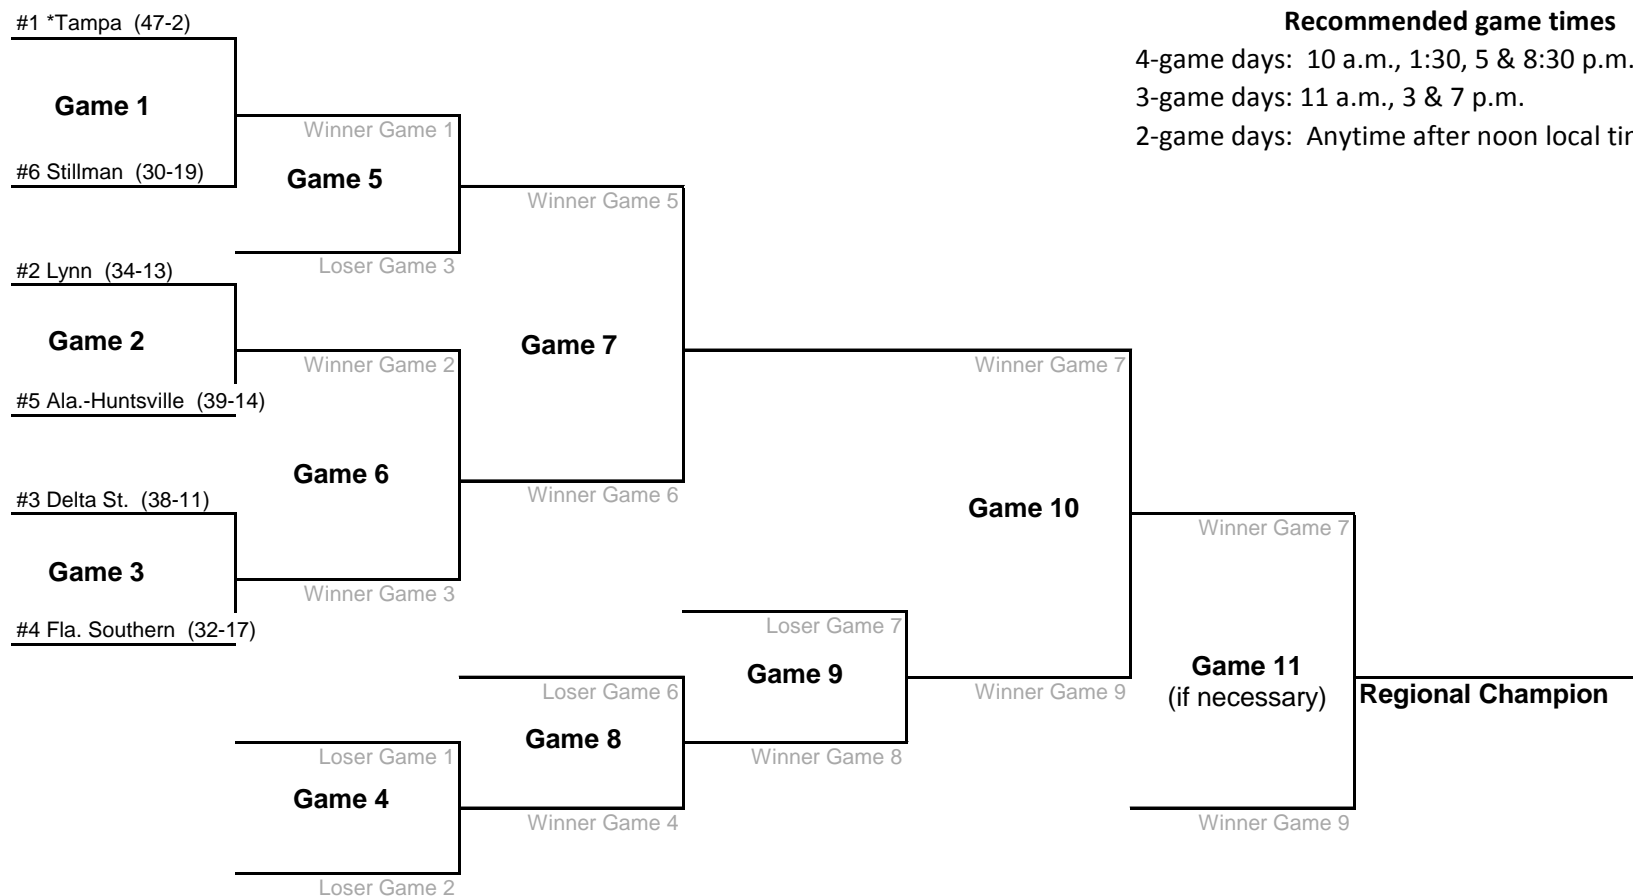 #1 *Tampa (47-2)
Recommended game times
4-game days: 10 a.m., 1:30, 5 & 8:30 p.m.
3-game days: 11 a.m., 3 & 7 p.m.
2-game days: Anytime after noon local
Game 1
Winner Game 1
#6 Stillman (30-19)
Game 5
Winner Game 5
Loser Game 3
#2 Lynn (34-13)
Game 2
Winner Game 2
Game 7
Winner Game 7
#5 Ala.-Huntsville (39-14)
Game 6
Winner Game 6
#3 Delta St. (38-11)
Game 10
Winner Game 7
Game 3
Winner Game 3
#4 Fla. Southern (32-17)
Loser Game 7
Game 9
Winner Game 9
Game 11
(if necessary)
Regional Champion
Loser Game 6
Game 8
Winner Game 8
Loser Game 1
Game 4
Winner Game 4
Winner Game 9
Loser Game 2